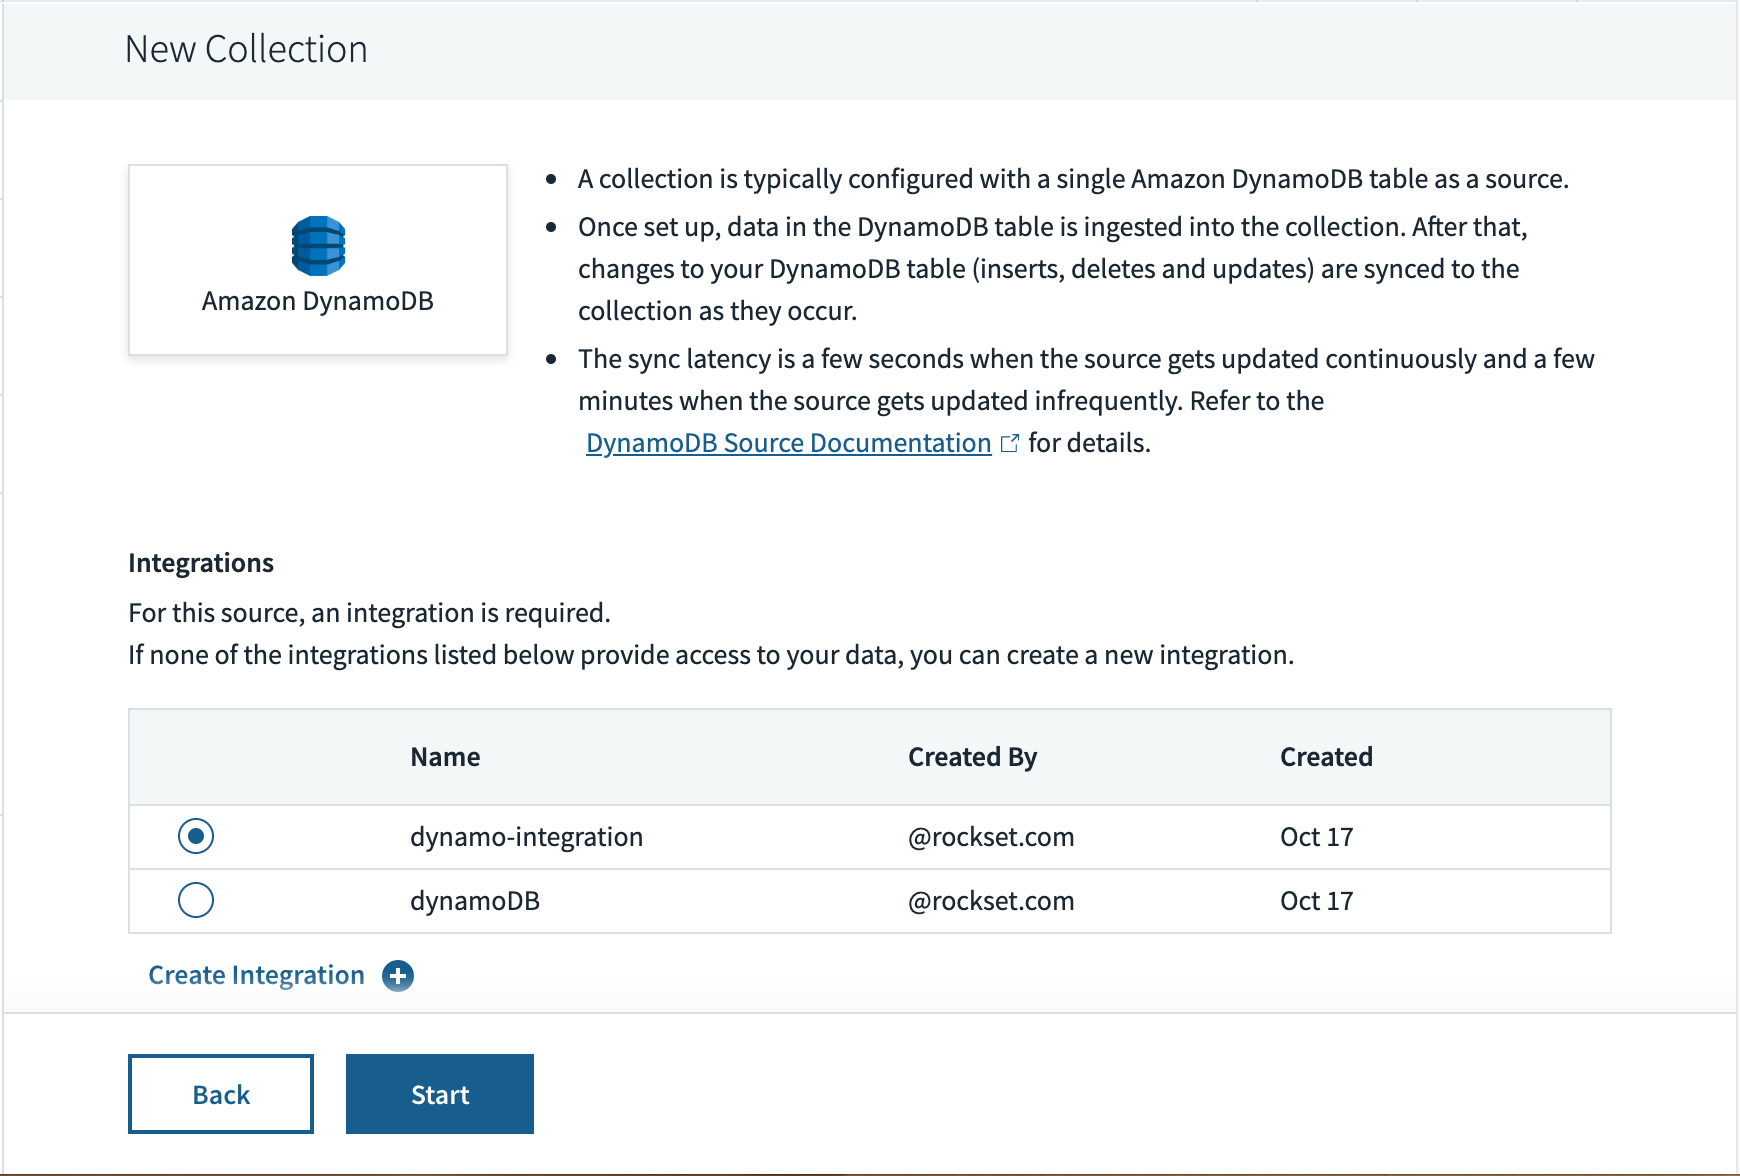 New Collection
Amazon DynamoDB
A collection is typically configured with a single Amazon DynamoDB table as a source.
Once set up, data in the DynamoDB table is ingested into the collection. After that,
changes to your DynamoDB table (inserts, deletes and updates) are synced to the
collection as they occur.
The sync latency is a few seconds when the source gets updated continuously and a few
minutes when the source gets updated infrequently. Refer to the
DynamoDB Source Documentation for details.
Integrations
For this source, an integration is required.
If none of the integrations listed below provide access to your data, you can create a new integration.
Name Created By Created
dynamo-integration @rockset.com Oct 17
dynamoDB @rockset.com Oct 17
Create Integration
Back Start